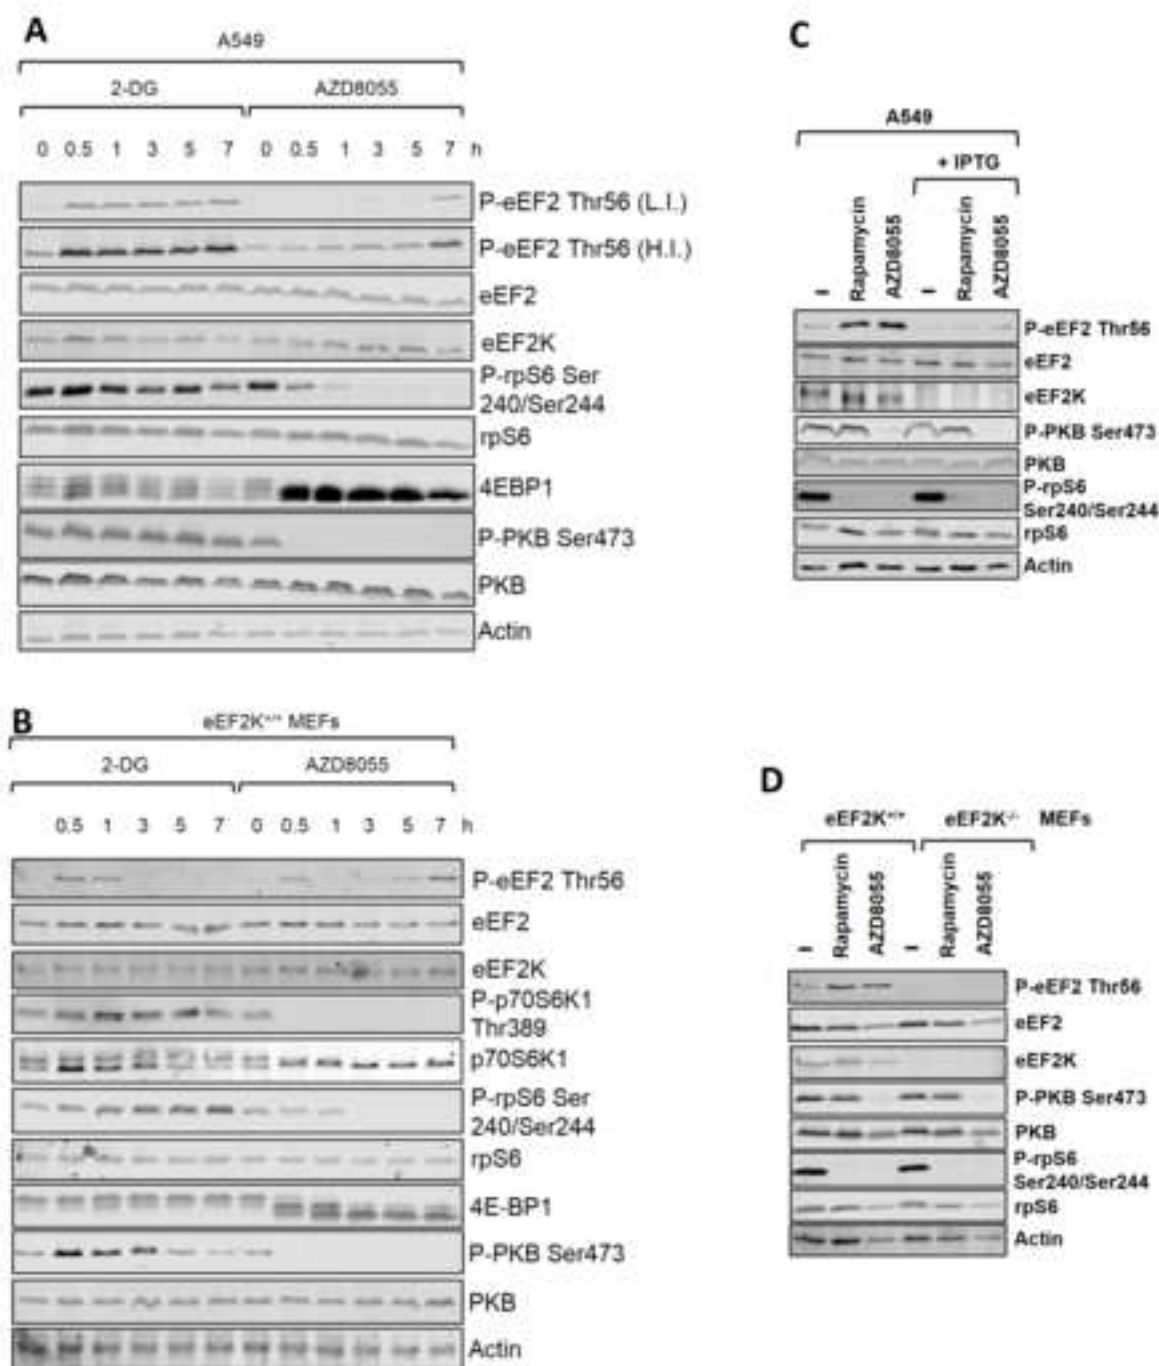 A
A549
2-DG AZD8055
0 0.5 1 3 5 7 0 0.5 1 3 5 7 h
P-eEF2 Thr56 (L.I.)
P-eEF2 Thr56 (H.I.)
eEF2
eEF2K
P-rpS6 Ser
240/Ser244
rpS6
4EBP1
P-PKB Ser473
PKB
Actin
B
eEF2K+/+ MEFs
2-DG AZD8055
0.5 1 3 5 7 0 0.5 1 3 5 7 h
P-eEF2 Thr56
eEF2
eEF2K
P-p70S6K1
Thr389
p70S6K1
P-rpS6 Ser
240/Ser244
rpS6
4E-BP1
P-PKB Ser473
PKB
Actin
C
A549
+ IPTG
– Rapamycin AZD8055 – Rapamycin AZD8055
P-eEF2 Thr56
eEF2
eEF2K
P-PKB Ser473
PKB
P-rpS6
Ser240/Ser244
rpS6
Actin
D
eEF2K+/+ eEF2K-/- MEFs
– Rapamycin AZD8055 – Rapamycin AZD8055
P-eEF2 Thr56
eEF2
eEF2K
P-PKB Ser473
PKB
P-rpS6
Ser240/Ser244
rpS6
Actin